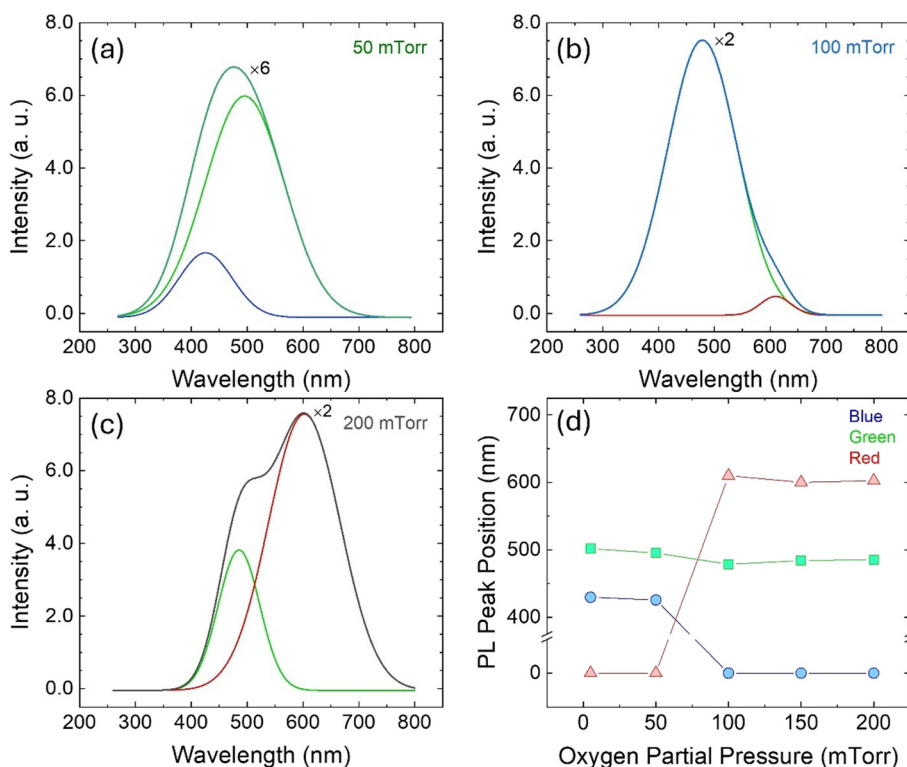 (a)
50 mTorr
×6
8.0
6.0
4.0
2.0
0.0
Intensity (a. u.)
200 300 400 500 600 700 800
Wavelength (nm)
(b)
100 mTorr
×2
8.0
6.0
4.0
2.0
0.0
Intensity (a. u.)
200 300 400 500 600 700 800
Wavelength (nm)
(c)
200 mTorr
×2
8.0
6.0
4.0
2.0
0.0
Intensity (a. u.)
200 300 400 500 600 700 800
Wavelength (nm)
(d)
Blue
Green
Red
700
600
500
400
0
PL Peak Position (nm)
0 50 100 150 200
Oxygen Partial Pressure (mTorr)